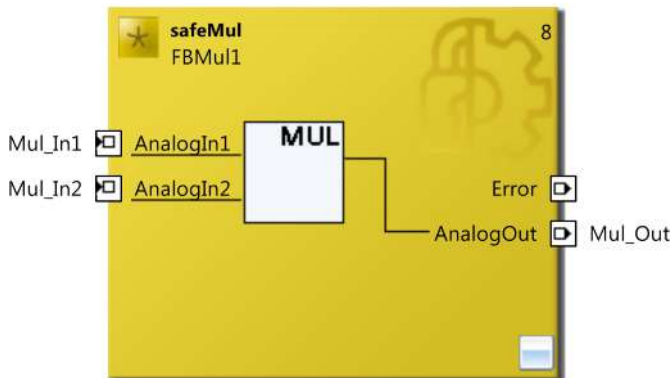 safeMul 8
FBMul1
MUL
Mul_In1 AnalogIn1
Mul_In2 AnalogIn2
Error
AnalogOut Mul_Out